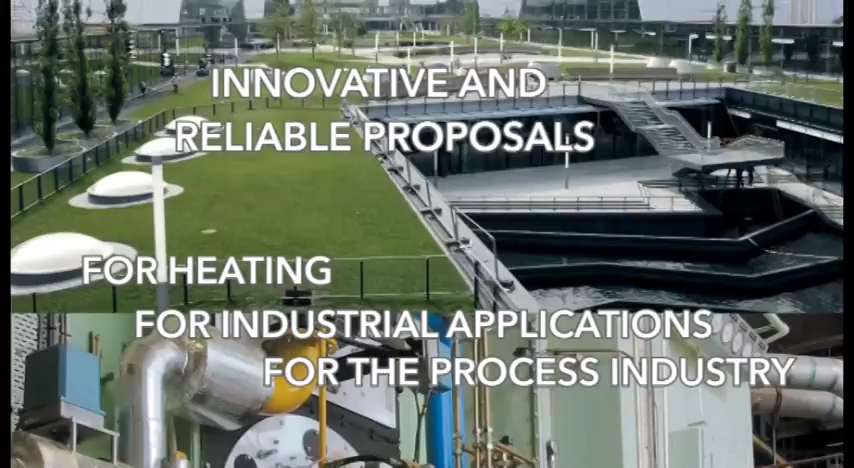 INNOVATIVE AND
RELIABLE PROPOSALS
FOR HEATING
FOR INDUSTRIAL APPLICATIONS
FOR THE PROCESS INDUSTRY